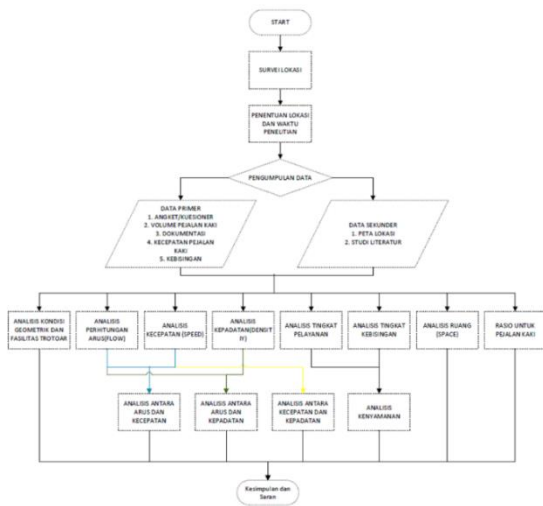 START
SURVEI LOKASI
PENENTUAN LOKASI
DAN WAKTU
PENELITIAN
PENGUMPULAN DATA
DATA PRIMER
1. ANGKET/KUESIONER
2. VOLUME PEJALAN KAKI
3. DOKUMENTASI
4. KECEPATAN PEJALAN
KAKI
5. KEBISINGAN
DATA SEKUNDER
1. PETA LOKASI
2. STUDI LITERATUR
ANALISIS KONDISI
GEOMETRIK DAN
FASILITAS TROTOAR
ANALISIS
PERHITUNGAN
ARUS(FLOW)
ANALISIS
KECEPATAN (SPEED)
ANALISIS
KEPADATAN(DENSIT
IY)
ANALISIS TINGKAT
PELAYANAN
ANALISIS TINGKAT
KEBISINGAN
ANALISIS RUANG
(SPACE)
RASIO UNTUK
PEJALAN KAKI
ANALISIS ANTARA
ARUS DAN
KECEPATAN
ANALISIS ANTARA
ARUS DAN
KEPADATAN
ANALISIS ANTARA
KECEPATAN DAN
KEPADATAN
ANALISIS
KENYAMANAN
Kesimpulan dan
Saran